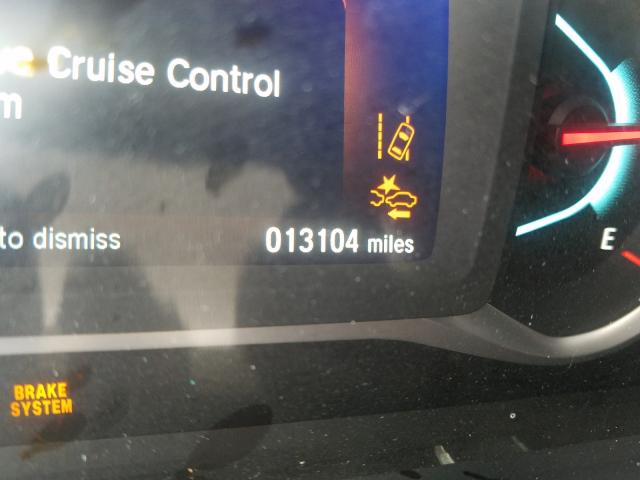 Cruise Control
m
to dismiss
013104 miles
E
BRAKE
SYSTEM